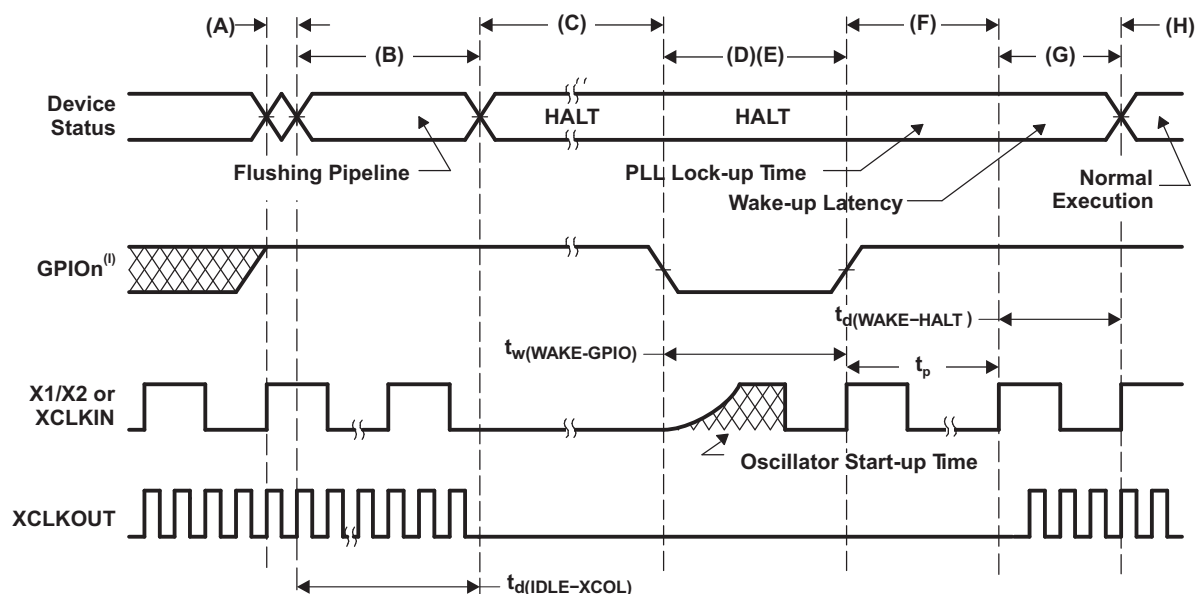 (A)
(B)
(C)
(D)(E)
(F)
(G)
(H)
Device
Status
HALT
HALT
Flushing Pipeline
PLL Lock-up Time
Wake-up Latency
Normal
Execution
GPIOn(I)
td(WAKE−HALT)
tw(WAKE-GPIO)
tp
X1/X2 or
XCLKIN
Oscillator Start-up Time
XCLKOUT
td(IDLE−XCOL)